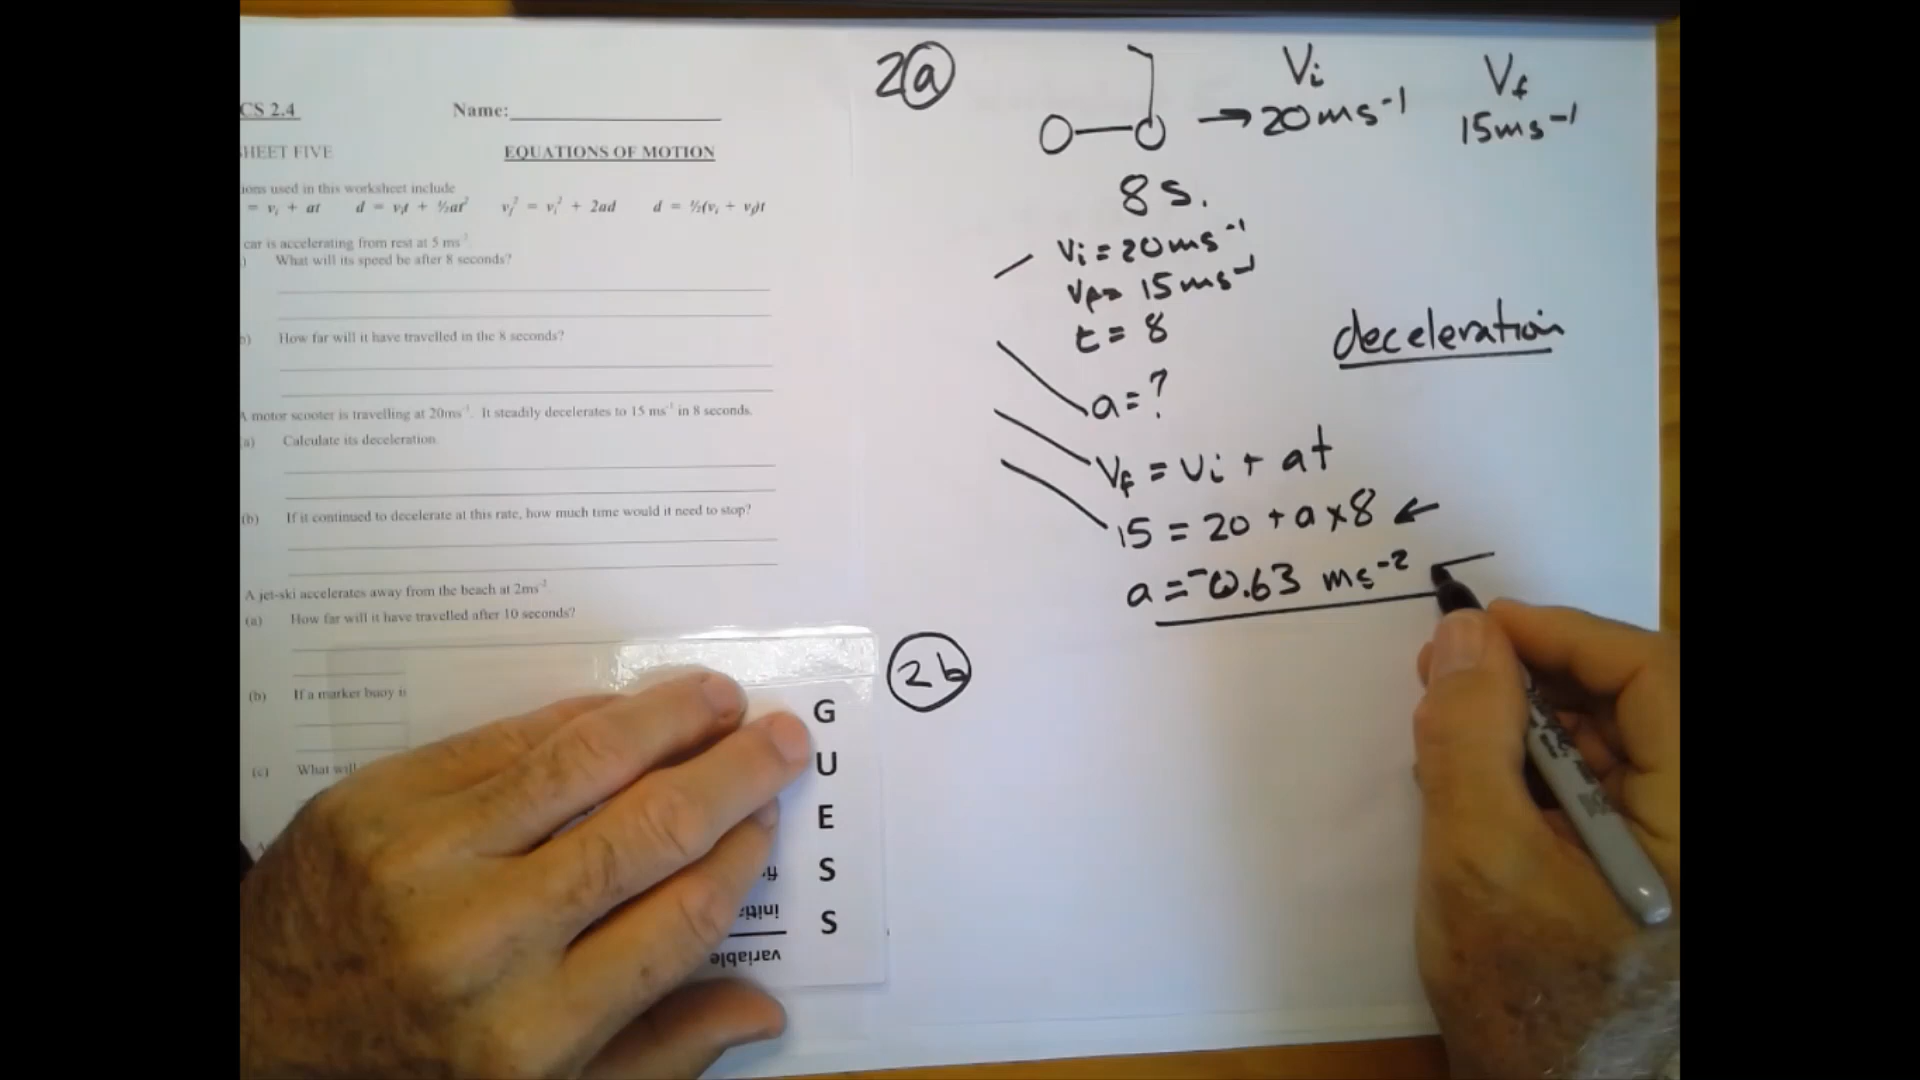 CS 2.4 Name:
SHEET FIVE EQUATIONS OF MOTION
ions used in this worksheet include
= vᵢ + at d = vᵢt + ½at² v_f² = vᵢ² + 2ad d = ½(vᵢ + v_f)t
car is accelerating from rest at 5 ms⁻².
) What will its speed be after 8 seconds?
b) How far will it have travelled in the 8 seconds?
A motor scooter is travelling at 20ms⁻¹. It steadily decelerates to 15 ms⁻¹ in 8 seconds.
(a) Calculate its deceleration.
(b) If it continued to decelerate at this rate, how much time would it need to stop?
A jet-ski accelerates away from the beach at 2ms⁻².
(a) How far will it have travelled after 10 seconds?
(b) If a marker buoy is
(c) What will
G
U
E
S
S
variable
2a
Vi Vf
→20ms⁻¹ 15ms⁻¹
8 s.
Vi = 20ms⁻¹
Vf= 15ms⁻¹
t = 8
deceleration
a = ?
Vf = Vi + at
15 = 20 + a x 8 ←
a = ⁻0.63 ms⁻²
2b